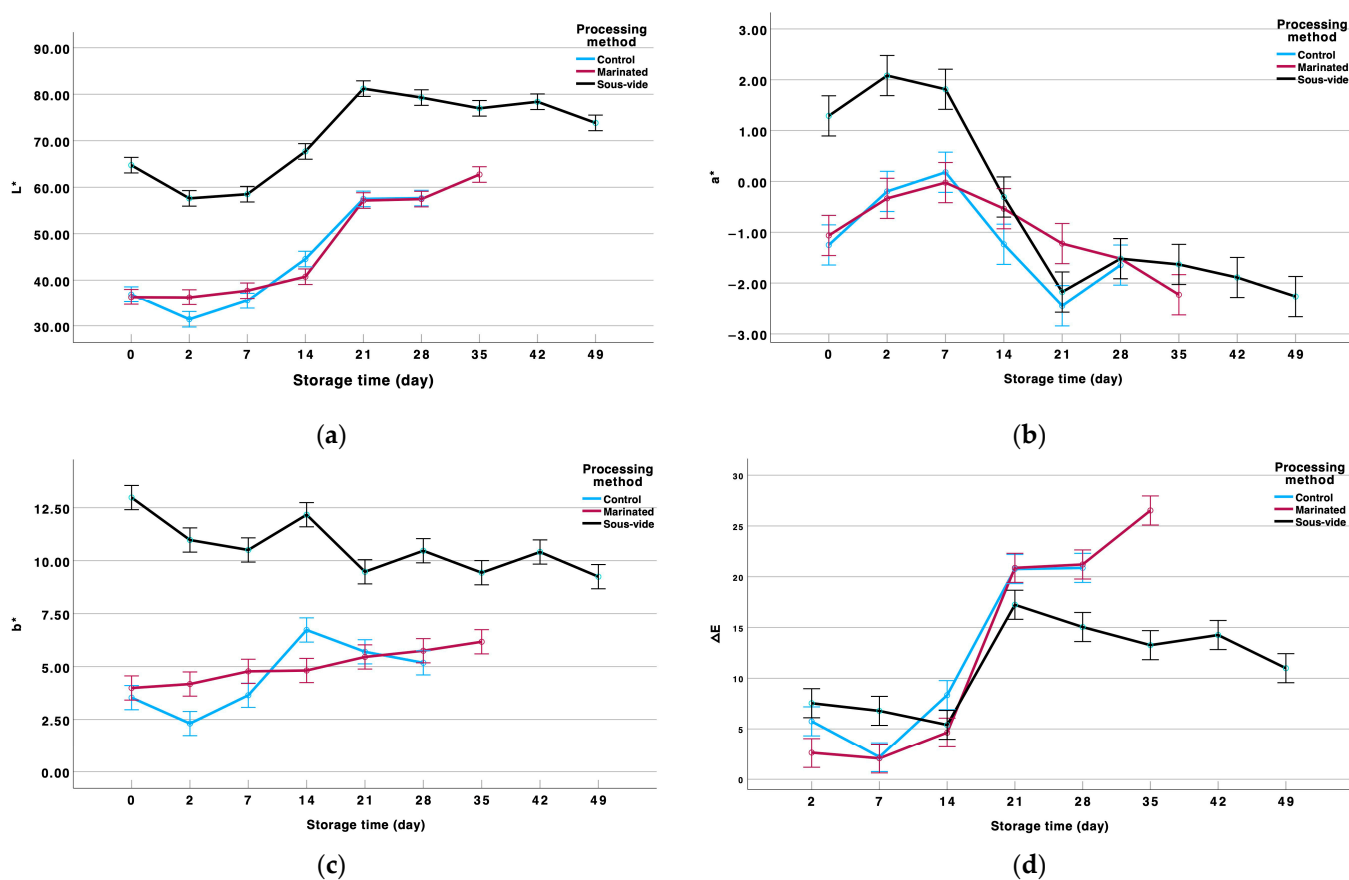 Processing
method
Control
Marinated
Sous-vide
90.00
80.00
70.00
60.00
50.00
40.00
30.00
L*
0 2 7 14 21 28 35 42 49
Storage time (day)
(a)
Processing
method
Control
Marinated
Sous-vide
3.00
2.00
1.00
0.00
−1.00
−2.00
−3.00
a*
0 2 7 14 21 28 35 42 49
Storage time (day)
(b)
Processing
method
Control
Marinated
Sous-vide
12.50
10.00
7.50
5.00
2.50
0.00
b*
0 2 7 14 21 28 35 42 49
Storage time (day)
(c)
Processing
method
Control
Marinated
Sous-vide
30
25
20
15
10
5
0
ΔE
2 7 14 21 28 35 42 49
Storage time (day)
(d)